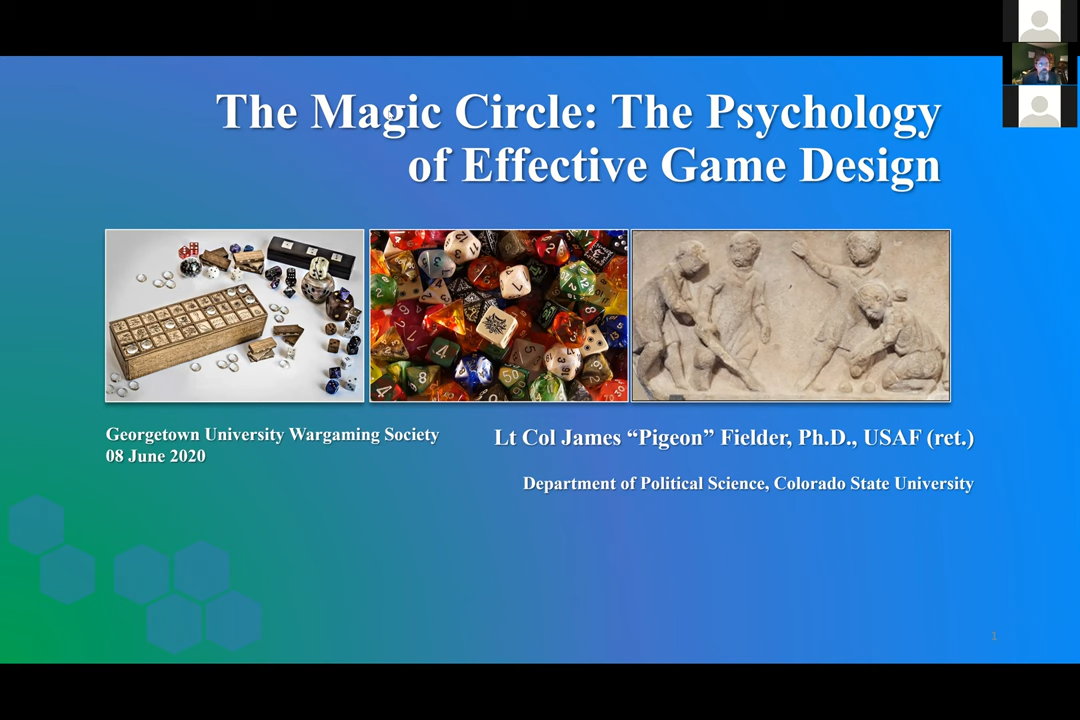 The Magic Circle: The Psychology
of Effective Game Design
Georgetown University Wargaming Society
08 June 2020
Lt Col James “Pigeon” Fielder, Ph.D., USAF (ret.)
Department of Political Science, Colorado State University
1